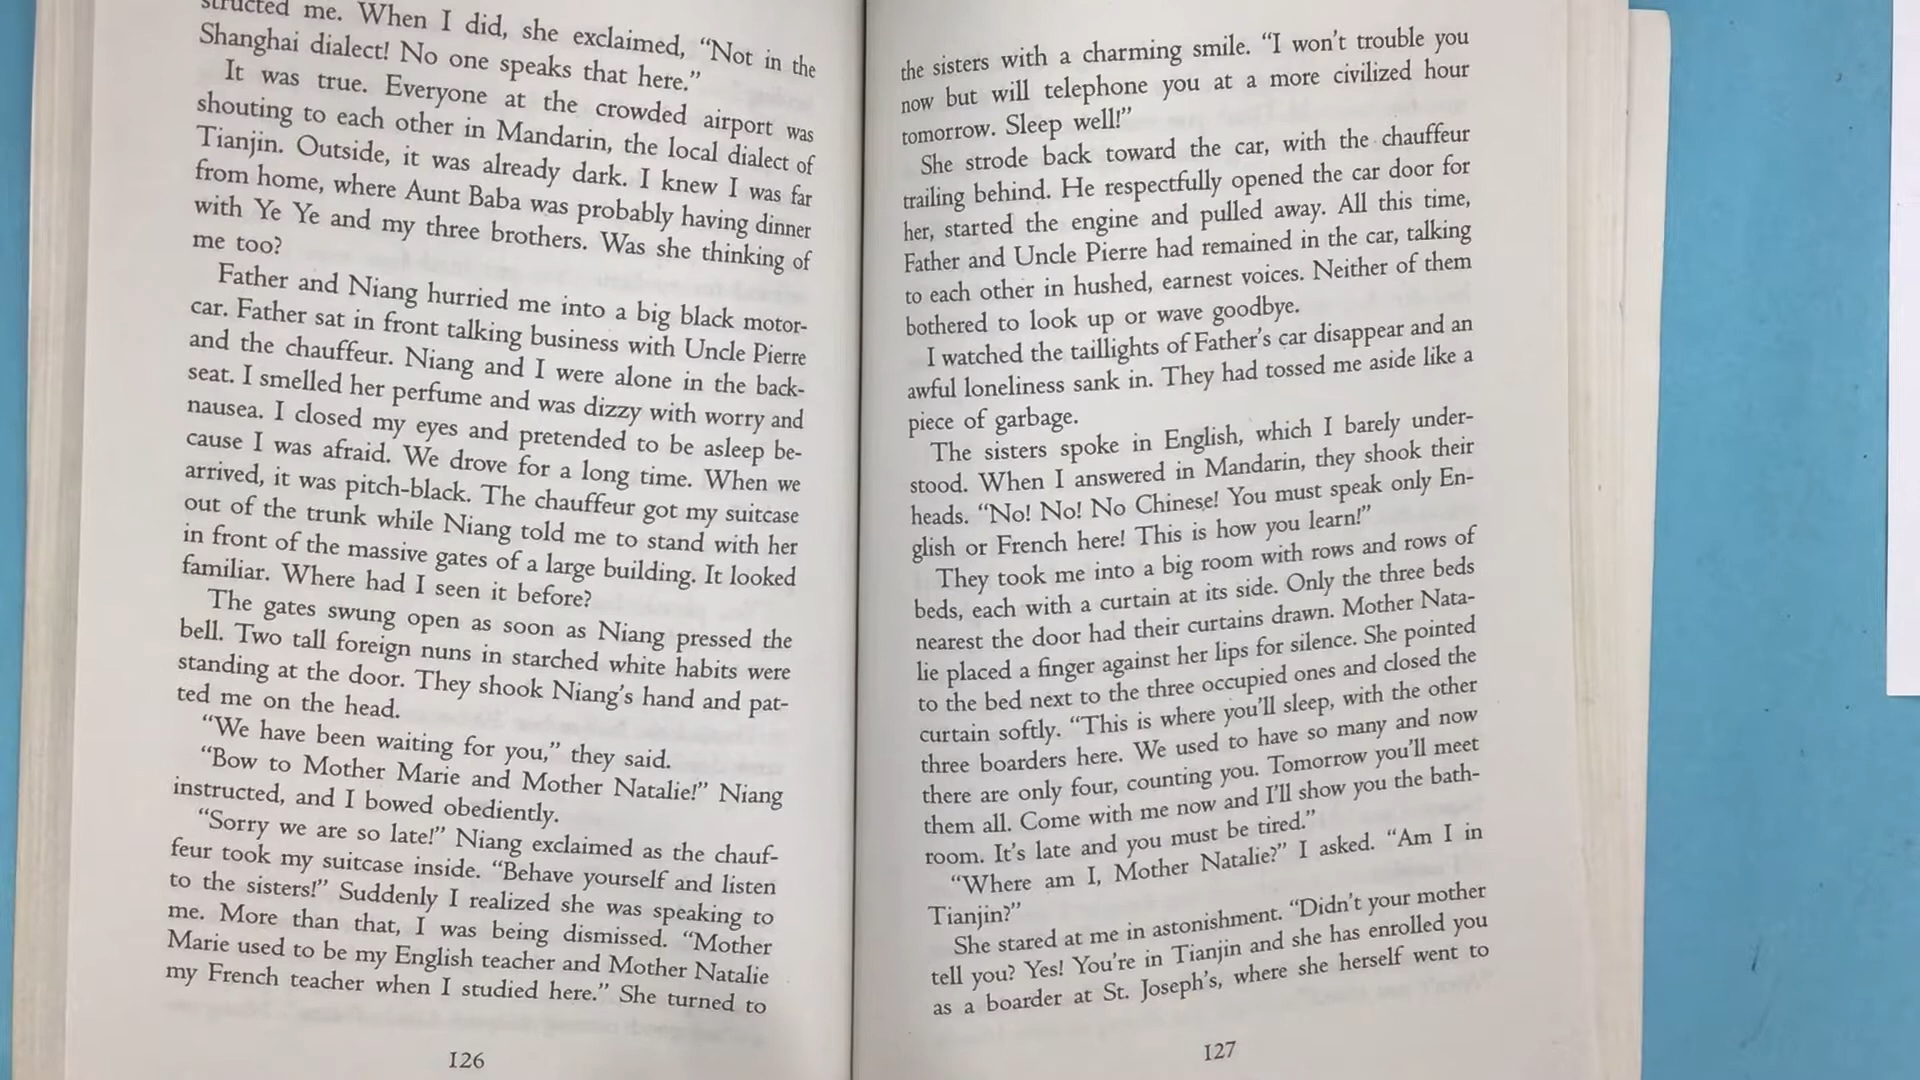 structed me. When I did, she exclaimed, “Not in the
Shanghai dialect! No one speaks that here.”
It was true. Everyone at the crowded airport was
shouting to each other in Mandarin, the local dialect of
Tianjin. Outside, it was already dark. I knew I was far
from home, where Aunt Baba was probably having dinner
with Ye Ye and my three brothers. Was she thinking of
me too?
Father and Niang hurried me into a big black motor-
car. Father sat in front talking business with Uncle Pierre
and the chauffeur. Niang and I were alone in the back-
seat. I smelled her perfume and was dizzy with worry and
nausea. I closed my eyes and pretended to be asleep be-
cause I was afraid. We drove for a long time. When we
arrived, it was pitch-black. The chauffeur got my suitcase
out of the trunk while Niang told me to stand with her
in front of the massive gates of a large building. It looked
familiar. Where had I seen it before?
The gates swung open as soon as Niang pressed the
bell. Two tall foreign nuns in starched white habits were
standing at the door. They shook Niang’s hand and pat-
ted me on the head.
“We have been waiting for you,” they said.
“Bow to Mother Marie and Mother Natalie!” Niang
instructed, and I bowed obediently.
“Sorry we are so late!” Niang exclaimed as the chauf-
feur took my suitcase inside. “Behave yourself and listen
to the sisters!” Suddenly I realized she was speaking to
me. More than that, I was being dismissed. “Mother
Marie used to be my English teacher and Mother Natalie
my French teacher when I studied here.” She turned to
126
the sisters with a charming smile. “I won’t trouble you
now but will telephone you at a more civilized hour
tomorrow. Sleep well!”
She strode back toward the car, with the chauffeur
trailing behind. He respectfully opened the car door for
her, started the engine and pulled away. All this time,
Father and Uncle Pierre had remained in the car, talking
to each other in hushed, earnest voices. Neither of them
bothered to look up or wave goodbye.
I watched the taillights of Father’s car disappear and an
awful loneliness sank in. They had tossed me aside like a
piece of garbage.
The sisters spoke in English, which I barely under-
stood. When I answered in Mandarin, they shook their
heads. “No! No! No Chinese! You must speak only En-
glish or French here! This is how you learn!”
They took me into a big room with rows and rows of
beds, each with a curtain at its side. Only the three beds
nearest the door had their curtains drawn. Mother Nata-
lie placed a finger against her lips for silence. She pointed
to the bed next to the three occupied ones and closed the
curtain softly. “This is where you’ll sleep, with the other
three boarders here. We used to have so many and now
there are only four, counting you. Tomorrow you’ll meet
them all. Come with me now and I’ll show you the bath-
room. It’s late and you must be tired.”
“Where am I, Mother Natalie?” I asked. “Am I in
Tianjin?”
She stared at me in astonishment. “Didn’t your mother
tell you? Yes! You’re in Tianjin and she has enrolled you
as a boarder at St. Joseph’s, where she herself went to
127